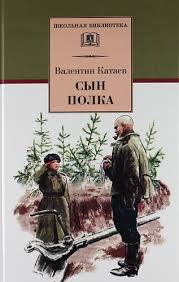 ШКОЛЬНАЯ БИБЛИОТЕКА
Валентин Катаев
СЫН
ПОЛКА